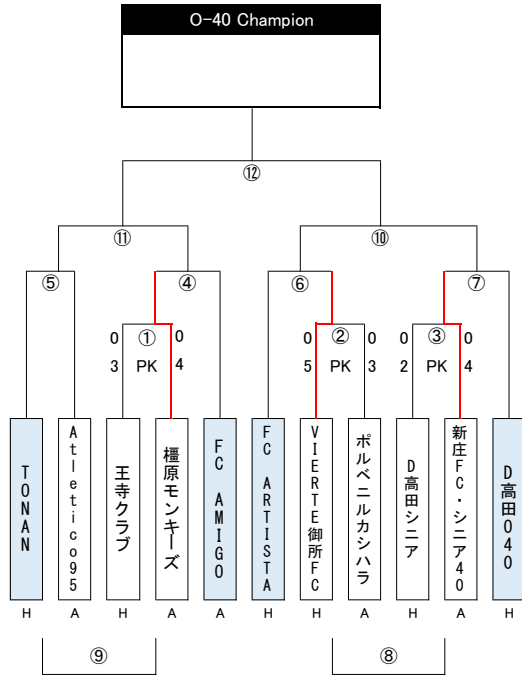 O-40 Champion
⑫
⑪
⑩
⑤
④
⑥
⑦
0 ① 0
3 PK 4
0 ② 0
5 PK 3
0 ③ 0
2 PK 4
TONAN
Atletico95
王寺クラブ
橿原モンキーズ
FC AMIGO
FC ARTISTA
VIERTE御所FC
ポルベニルカシハラ
D高田シニア
新庄FC・シニア40
D高田O40
H A H A A H H A H A H
⑨
⑧